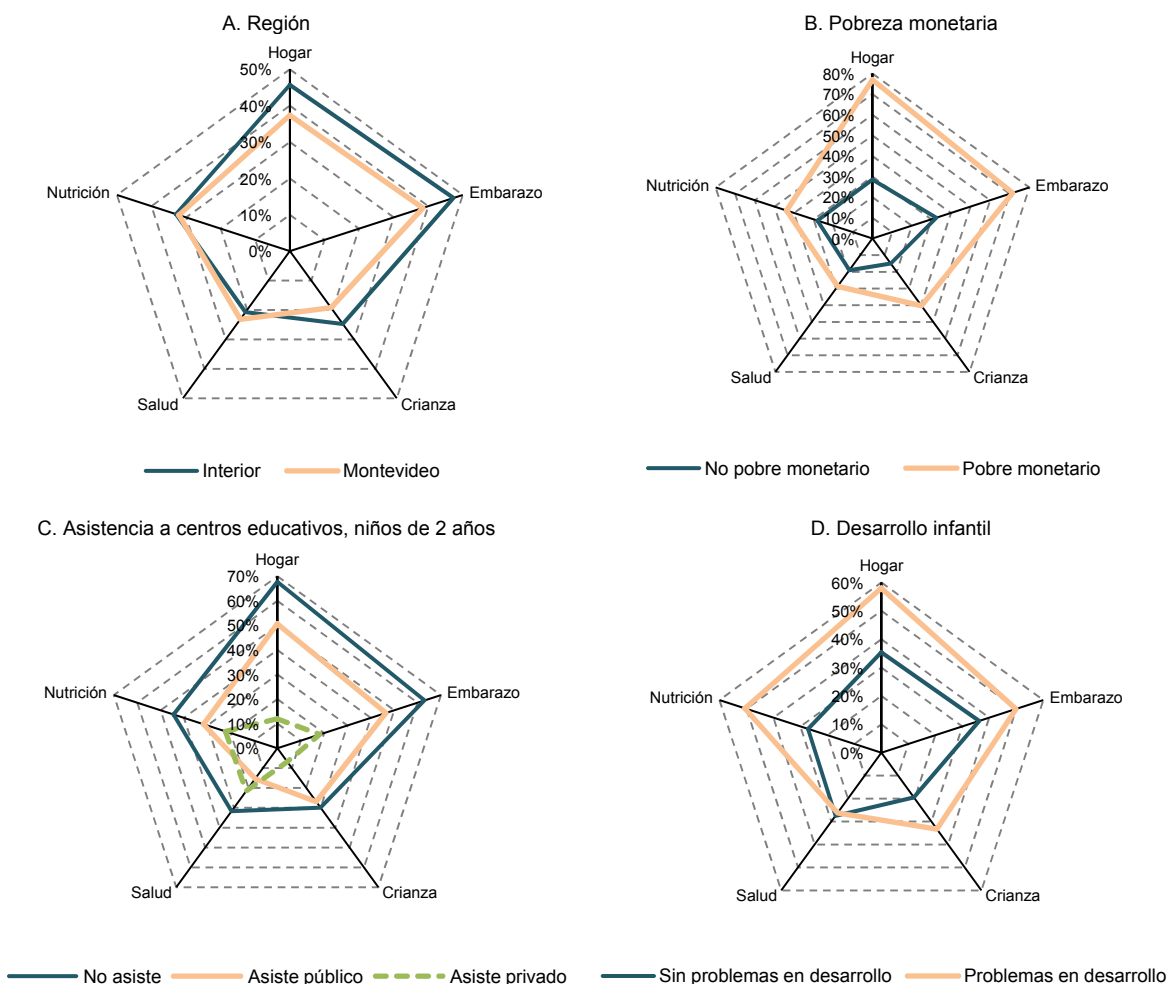 A. Región
Hogar
50%
40%
30%
20%
10%
0%
Nutrición
Embarazo
Salud
Crianza
Interior
Montevideo
B. Pobreza monetaria
Hogar
80%
70%
60%
50%
40%
30%
20%
10%
0%
Nutrición
Embarazo
Salud
Crianza
No pobre monetario
Pobre monetario
C. Asistencia a centros educativos, niños de 2 años
Hogar
70%
60%
50%
40%
30%
20%
10%
0%
Nutrición
Embarazo
Salud
Crianza
No asiste
Asiste público
Asiste privado
D. Desarrollo infantil
Hogar
60%
50%
40%
30%
20%
10%
0%
Nutrición
Embarazo
Salud
Crianza
Sin problemas en desarrollo
Problemas en desarrollo